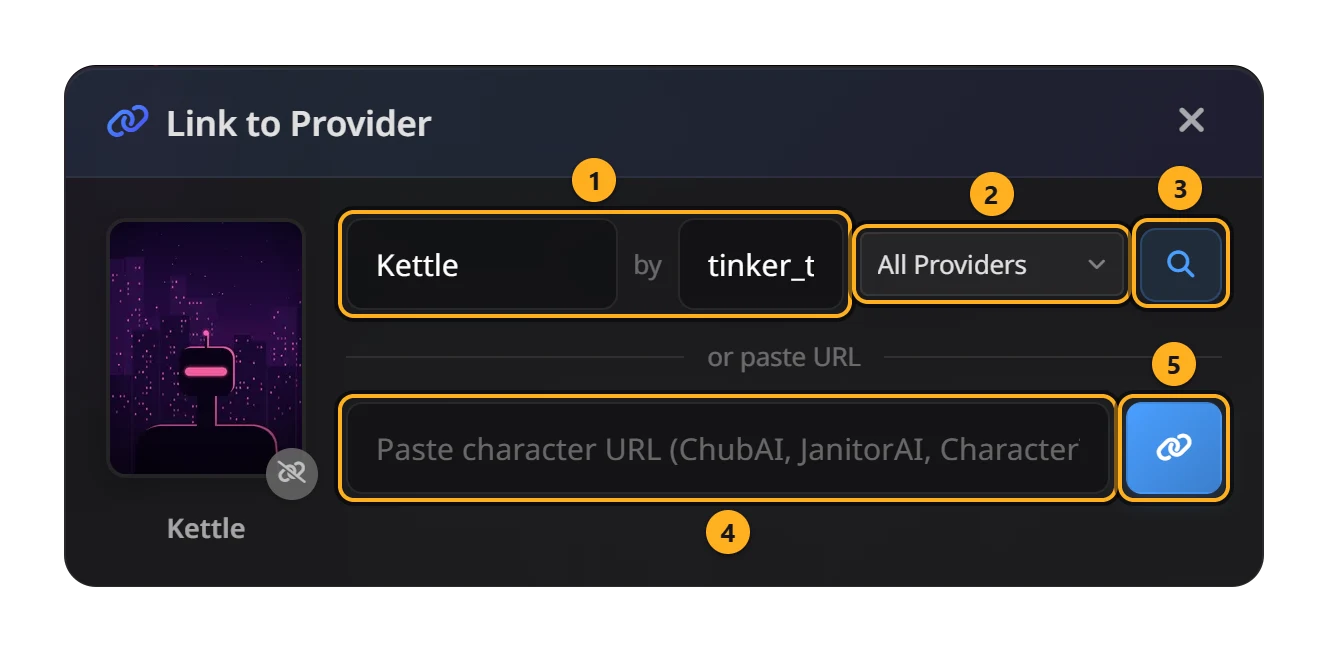 Link to Provider
1
2
3
Kettle by tinker_t All Providers
or paste URL
5
Paste character URL (ChubAI, JanitorAI, Character
4
Kettle